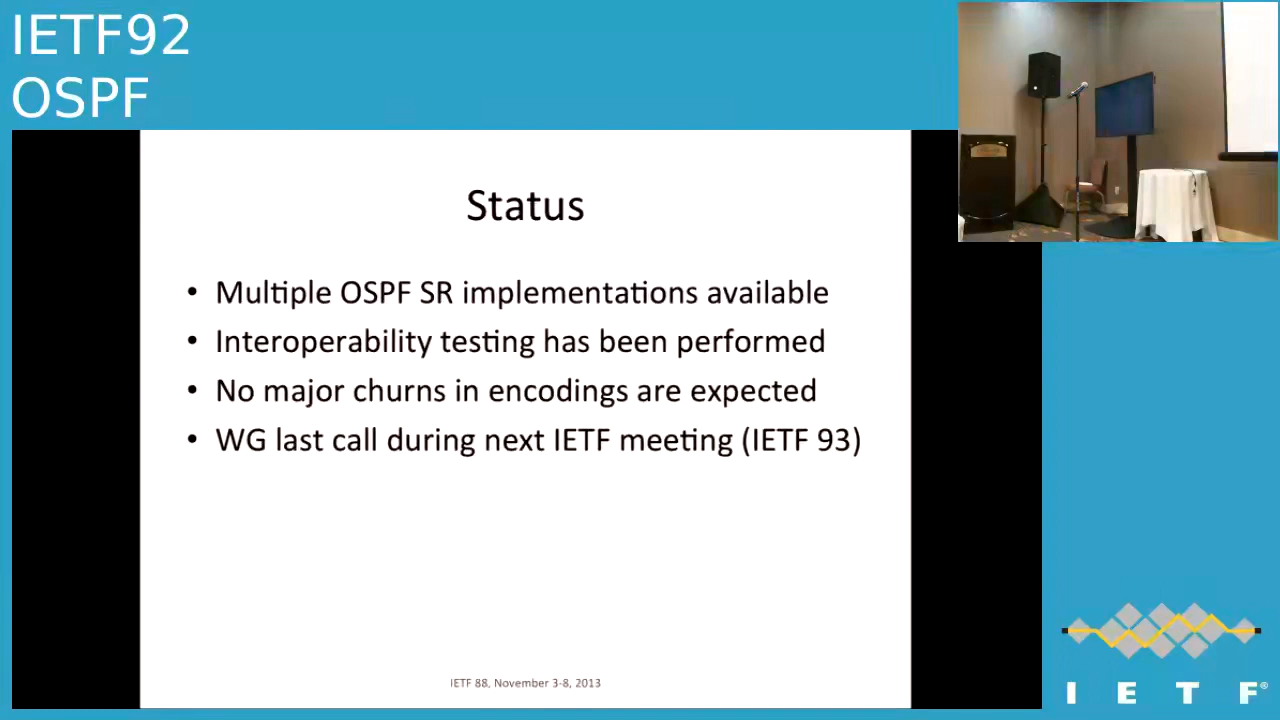 IETF92
OSPF
Status
• Multiple OSPF SR implementations available
• Interoperability testing has been performed
• No major churns in encodings are expected
• WG last call during next IETF meeting (IETF 93)
IETF 88, November 3-8, 2013
I E T F®